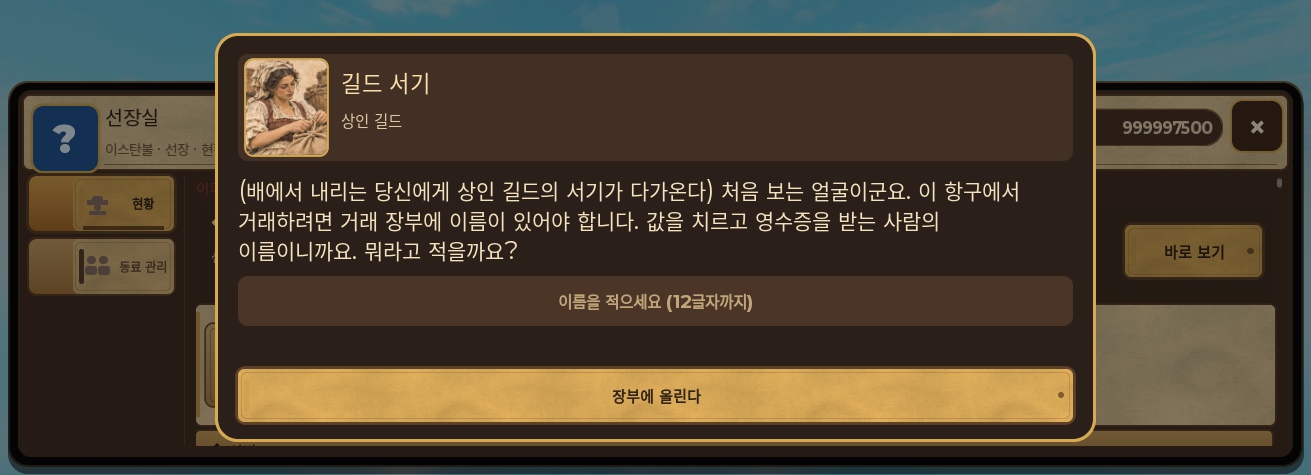 길드 서기
상인 길드
(배에서 내리는 당신에게 상인 길드의 서기가 다가온다) 처음 보는 얼굴이군요. 이 항구에서
거래하려면 거래 장부에 이름이 있어야 합니다. 값을 치르고 영수증을 받는 사람의
이름이니까요. 뭐라고 적을까요?
이름을 적으세요 (12글자까지)
장부에 올린다
?
선장실
이스탄불 · 선장 · 현
999997500
×
현황
동료 관리
바로 보기